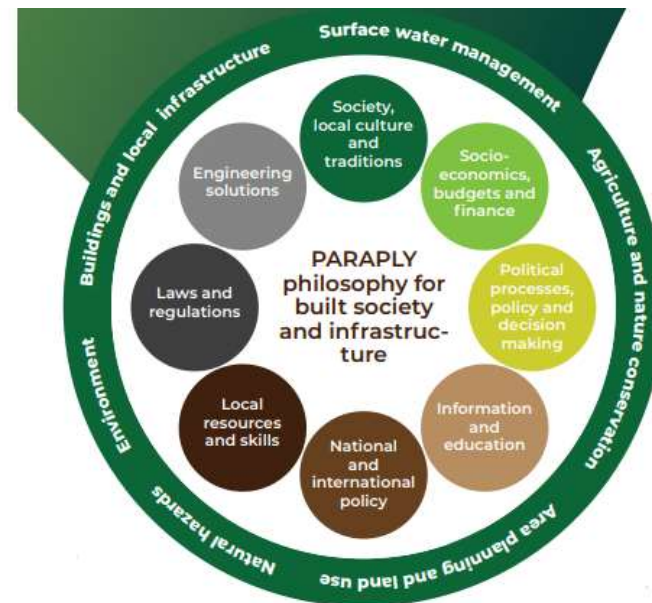 Surface water management
Agriculture and nature conservation
Area planning and land use
Natural hazards
Environment
Buildings and local infrastructure
Society,
local culture
and
traditions
Socio-
economics,
budgets and
finance
Political
processes,
policy and
decision
making
Information
and
education
National
and
international
policy
Local
resources
and skills
Laws and
regulations
Engineering
solutions
PARAPLY
philosophy for
built society
and infrastruc-
ture